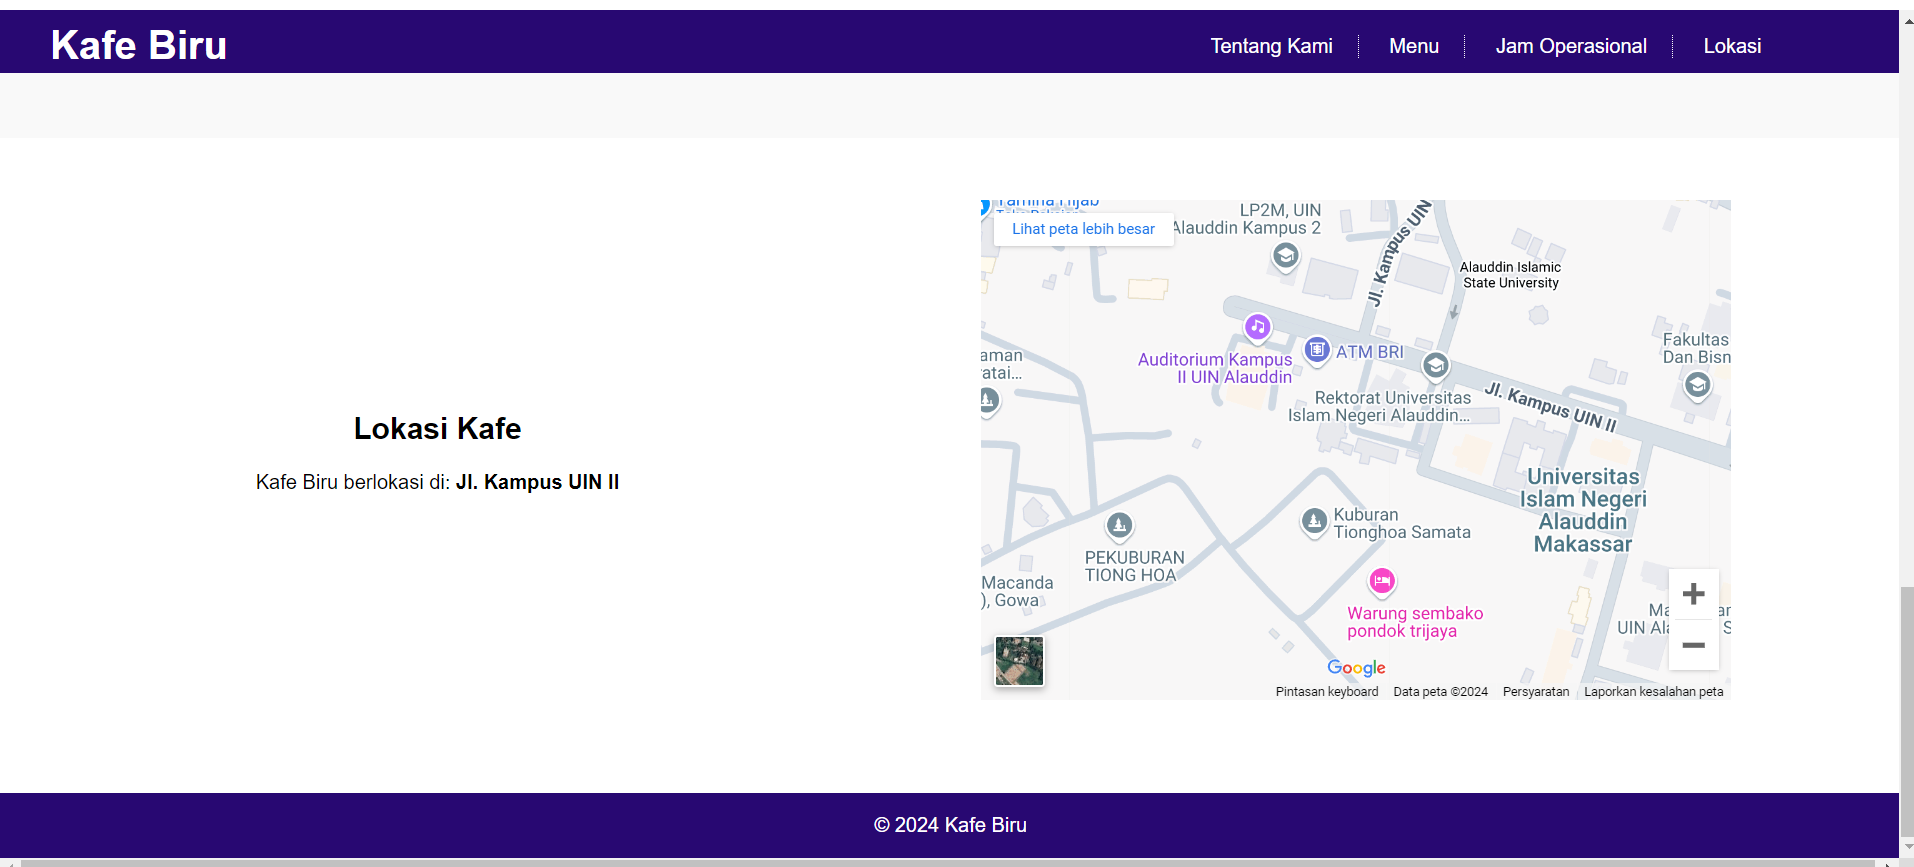 Kafe Biru
Tentang Kami
Menu
Jam Operasional
Lokasi
Lokasi Kafe
Kafe Biru berlokasi di: Jl. Kampus UIN II
Lihat peta lebih besar
LP2M, UIN
Alauddin Kampus 2
Jl. Kampus UIN
Alauddin Islamic
State University
Auditorium Kampus
II UIN Alauddin
ATM BRI
Fakultas
Dan Bisn
aman
atai...
Rektorat Universitas
Islam Negeri Alauddin...
Jl. Kampus UIN II
Universitas
Islam Negeri
Alauddin
Makassar
Kuburan
Tionghoa Samata
PEKUBURAN
TIONG HOA
Macanda
), Gowa
Warung sembako
pondok trijaya
UIN
Google
Pintasan keyboard
Data peta ©2024
Persyaratan
Laporkan kesalahan peta
© 2024 Kafe Biru